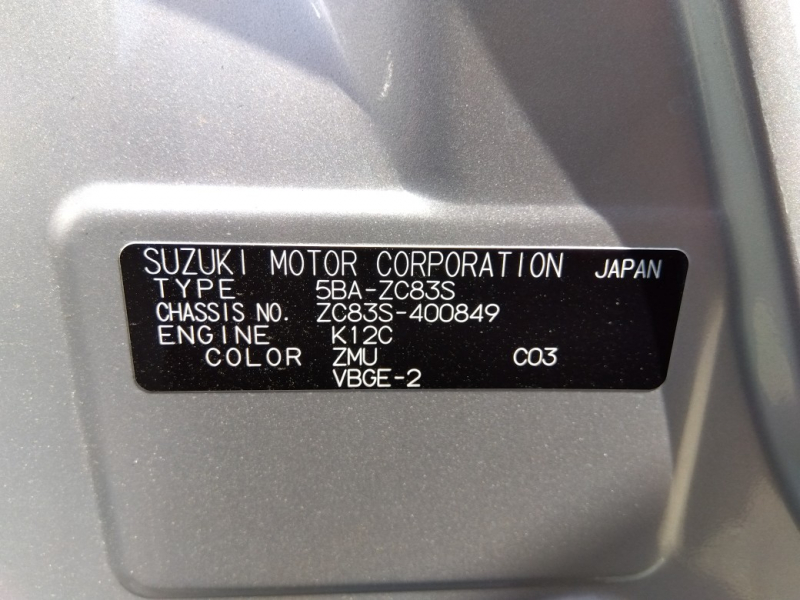 SUZUKI MOTOR CORPORATION JAPAN
TYPE 5BA-ZC83S
CHASSIS NO. ZC83S-400849
ENGINE K12C
COLOR ZMU C03
VBGE-2